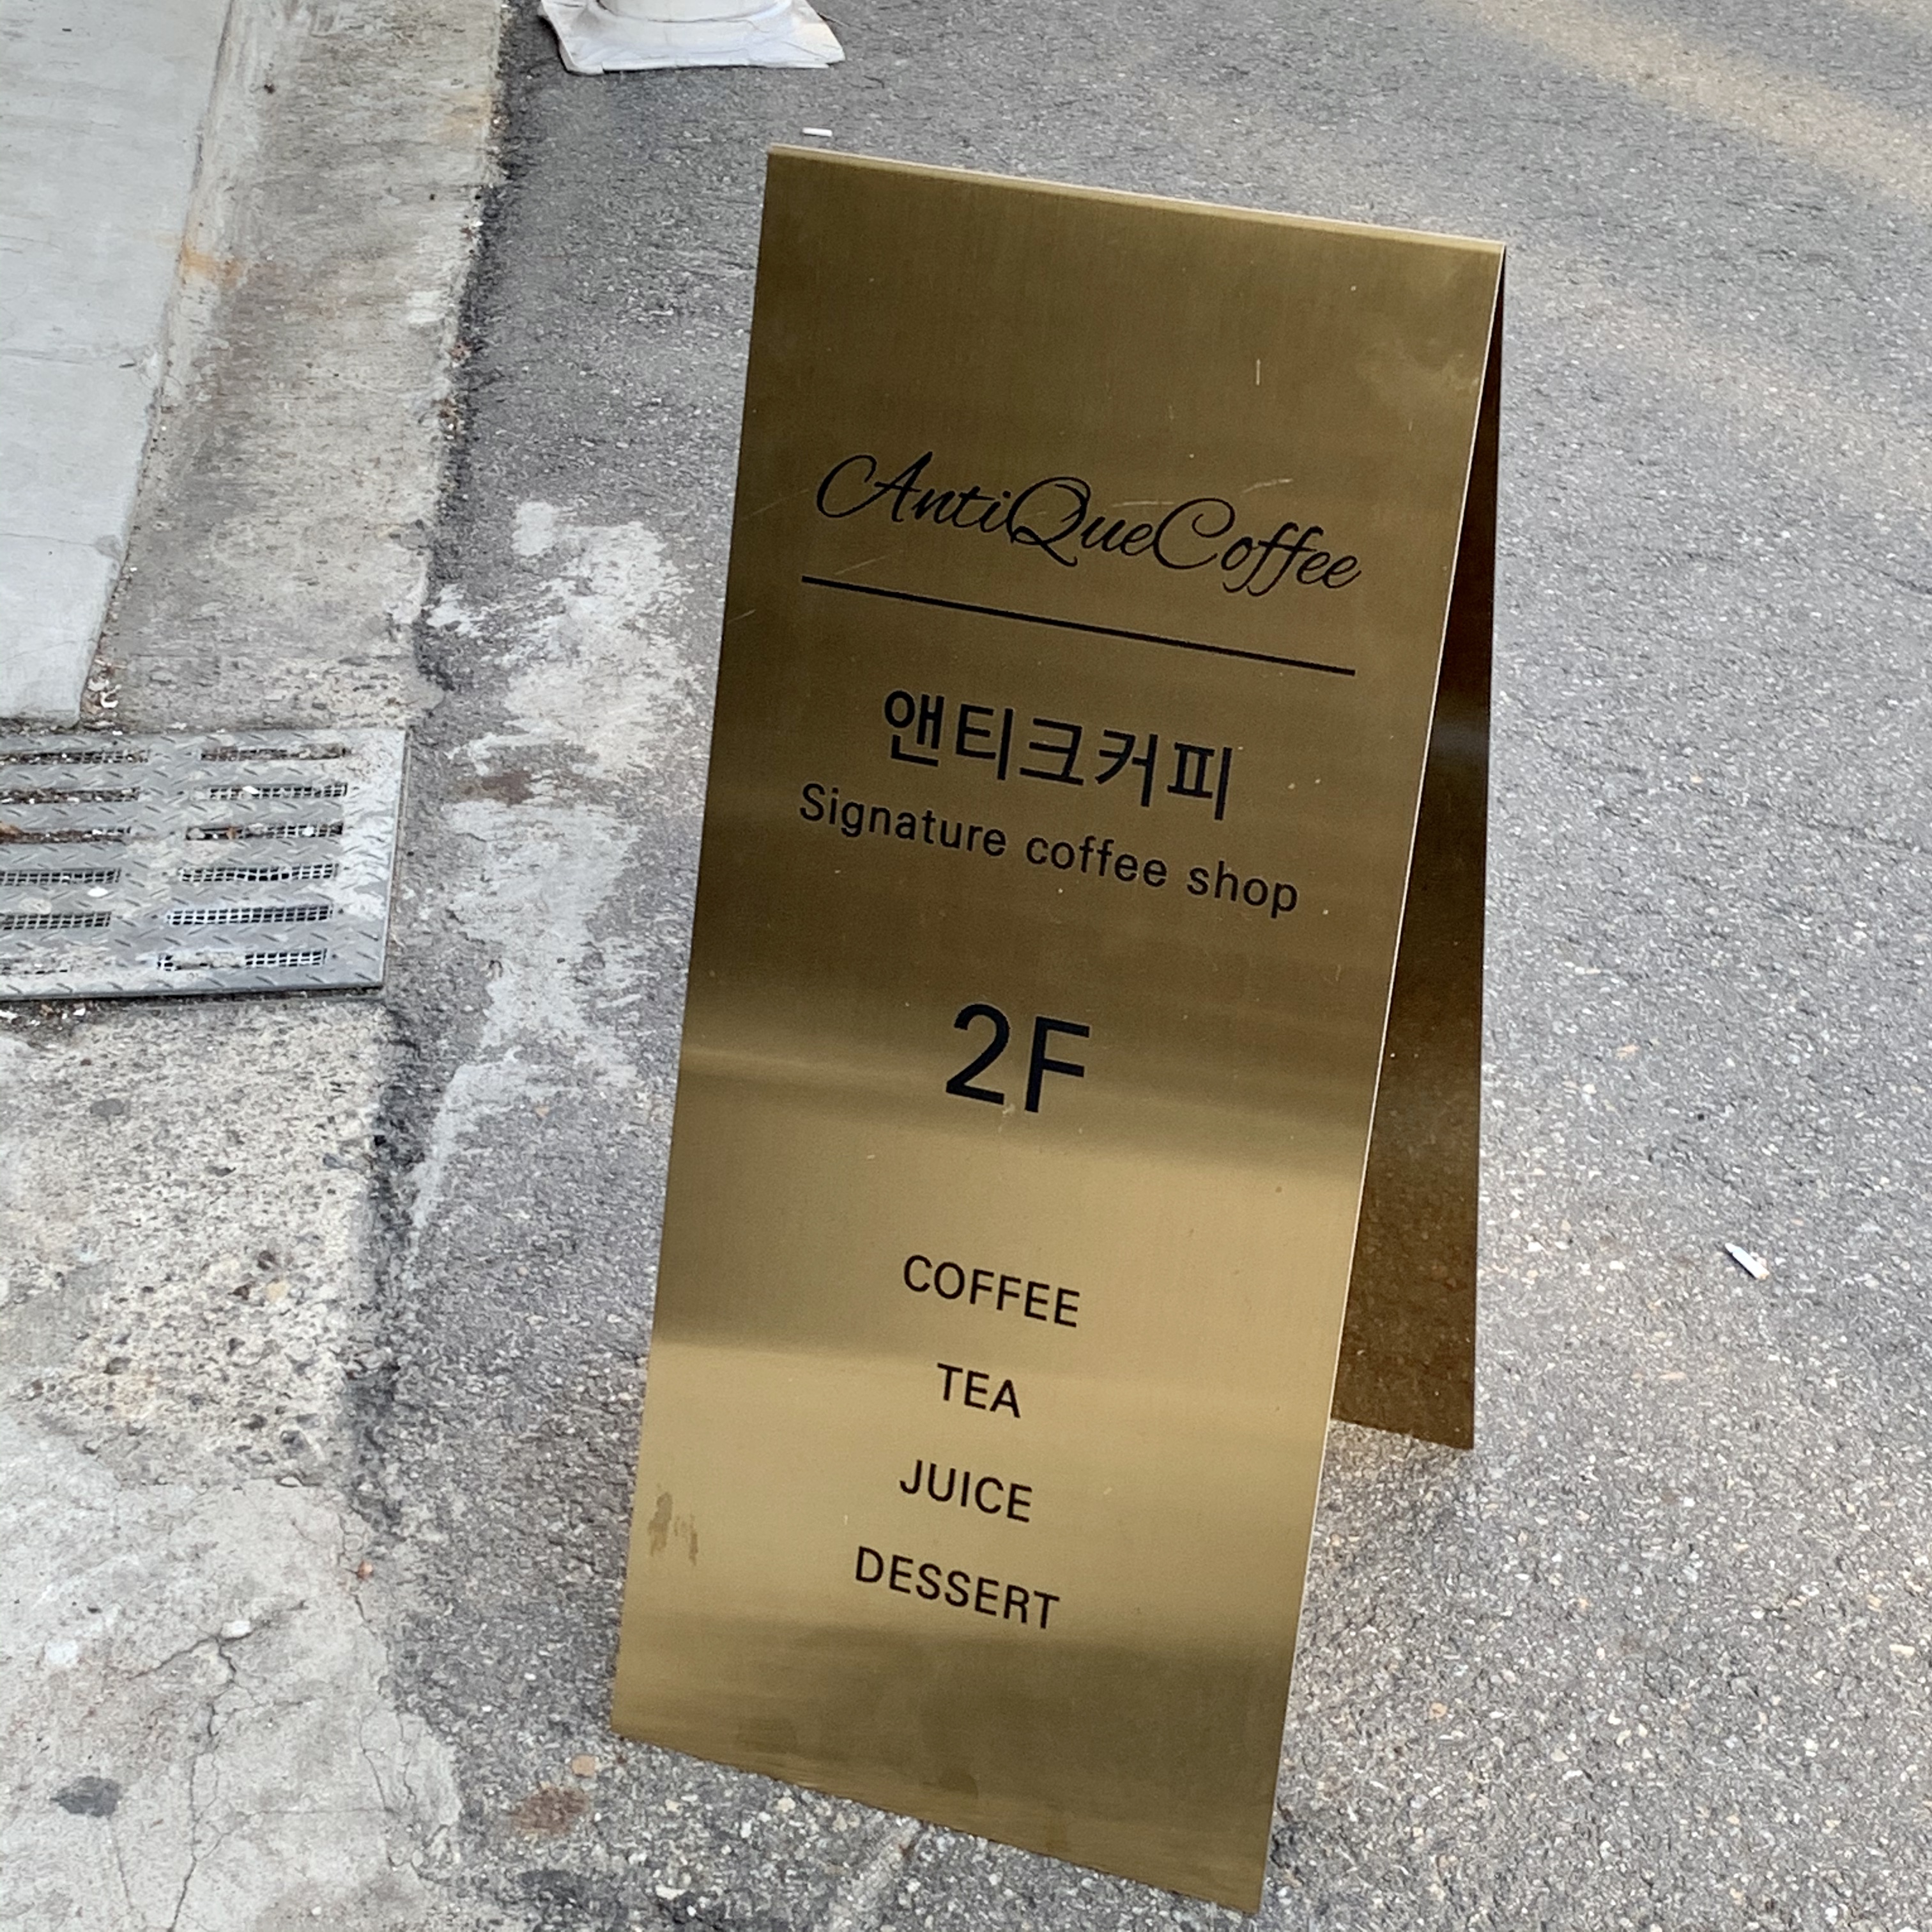 AntiQueCoffee
앤티크커피
Signature coffee shop
2F
COFFEE
TEA
JUICE
DESSERT